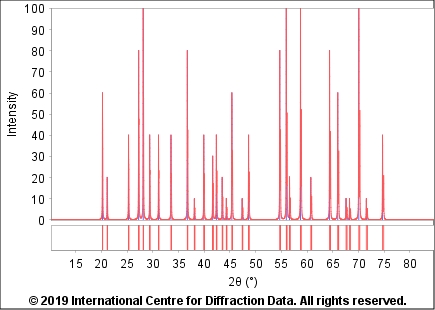 100
90
80
70
60
50
40
30
20
10
0
Intensity
15 20 25 30 35 40 45 50 55 60 65 70 75 80
2θ (°)
© 2019 International Centre for Diffraction Data. All rights reserved.